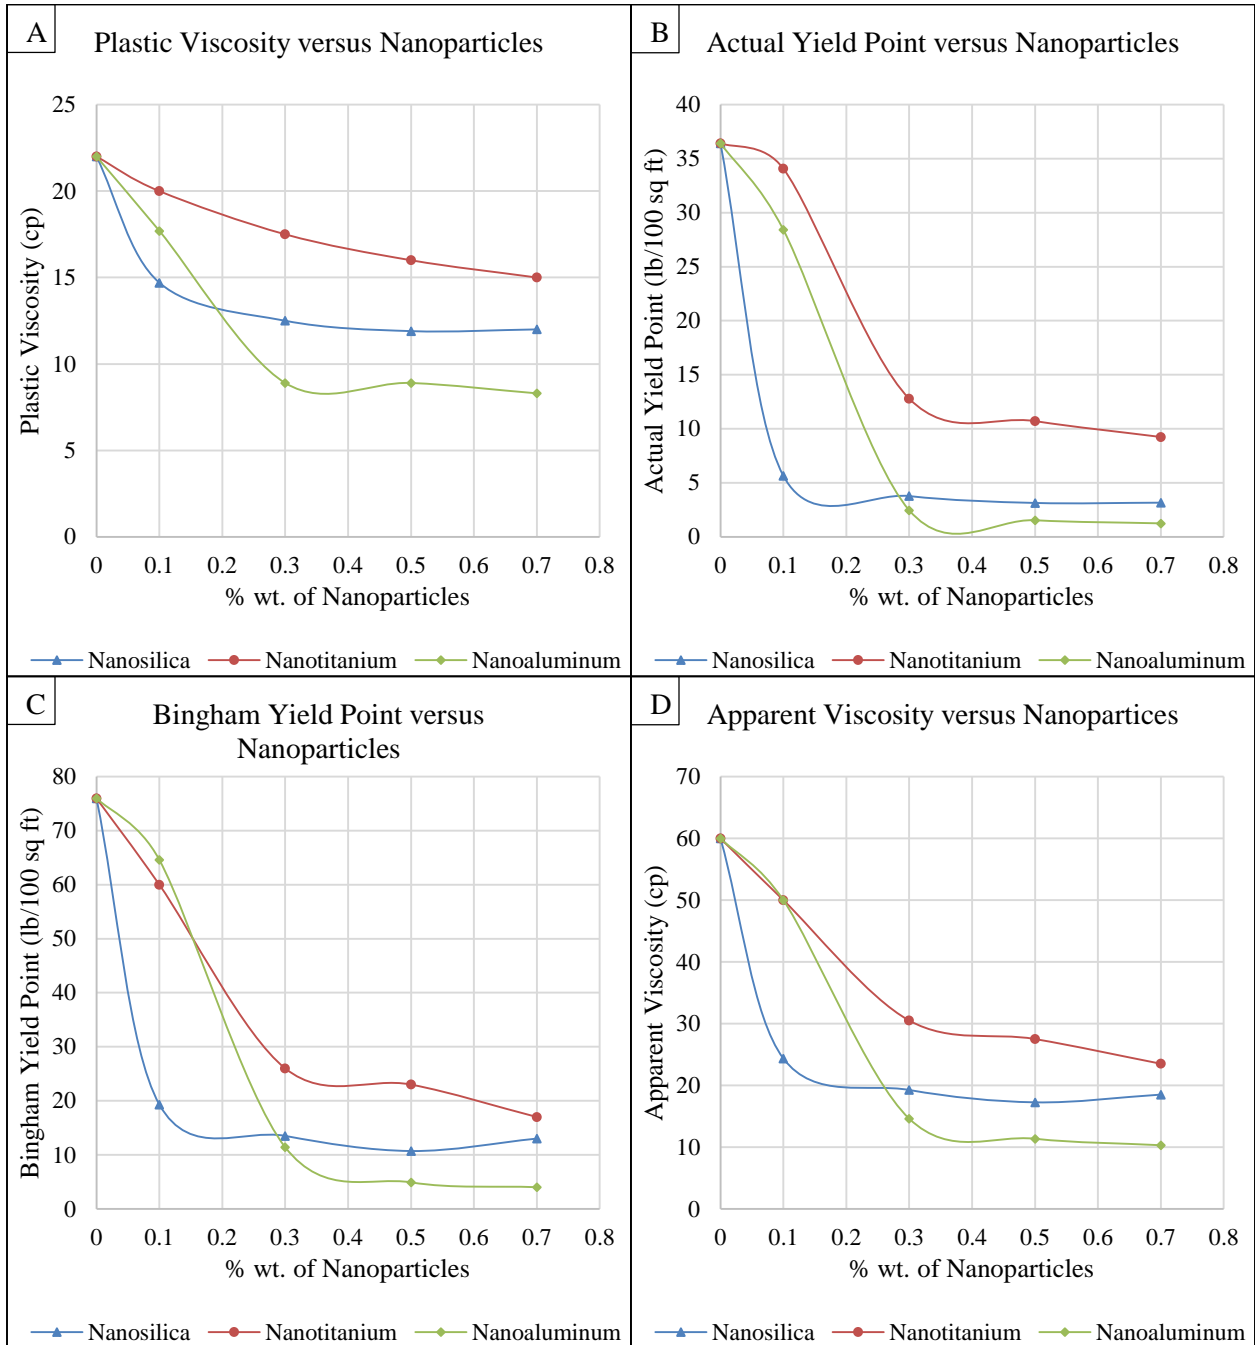 A
Plastic Viscosity versus Nanoparticles
25
20
15
10
5
0
Plastic Viscosity (cp)
0 0.1 0.2 0.3 0.4 0.5 0.6 0.7 0.8
% wt. of Nanoparticles
Nanosilica Nanotitanium Nanoaluminum
B
Actual Yield Point versus Nanoparticles
40
35
30
25
20
15
10
5
0
Actual Yield Point (lb/100 sq ft)
0 0.1 0.2 0.3 0.4 0.5 0.6 0.7 0.8
% wt. of Nanoparticles
Nanosilica Nanotitanium Nanoaluminum
C
Bingham Yield Point versus
Nanoparticles
80
70
60
50
40
30
20
10
0
Bingham Yield Point (lb/100 sq ft)
0 0.1 0.2 0.3 0.4 0.5 0.6 0.7 0.8
% wt. of Nanoparticles
Nanosilica Nanotitanium Nanoaluminum
D
Apparent Viscosity versus Nanopartices
70
60
50
40
30
20
10
0
Apparent Viscosity (cp)
0 0.1 0.2 0.3 0.4 0.5 0.6 0.7 0.8
% wt. of Nanoparticles
Nanosilica Nanotitanium Nanoaluminum